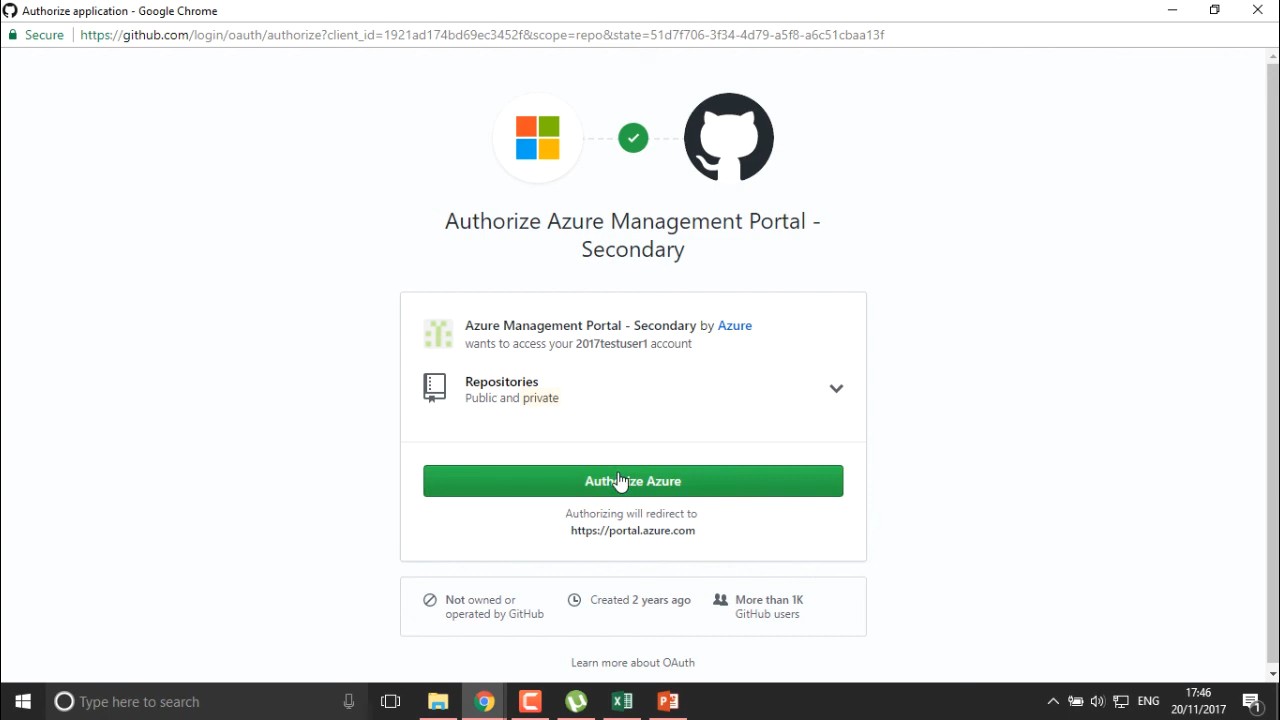 Authorize application - Google Chrome
Secure https://github.com/login/oauth/authorize?client_id=1921ad174bd69ec3452f&scope=repo&state=51d7f706-3f34-4d79-a5f8-a6c51cbaa13f
Authorize Azure Management Portal -
Secondary
Azure Management Portal - Secondary by Azure
wants to access your 2017testuser1 account
Repositories
Public and private
Authorize Azure
Authorizing will redirect to
https://portal.azure.com
Not owned or
operated by GitHub
Created 2 years ago
More than 1K
GitHub users
Learn more about OAuth
Type here to search
ENG
17:46
20/11/2017
1